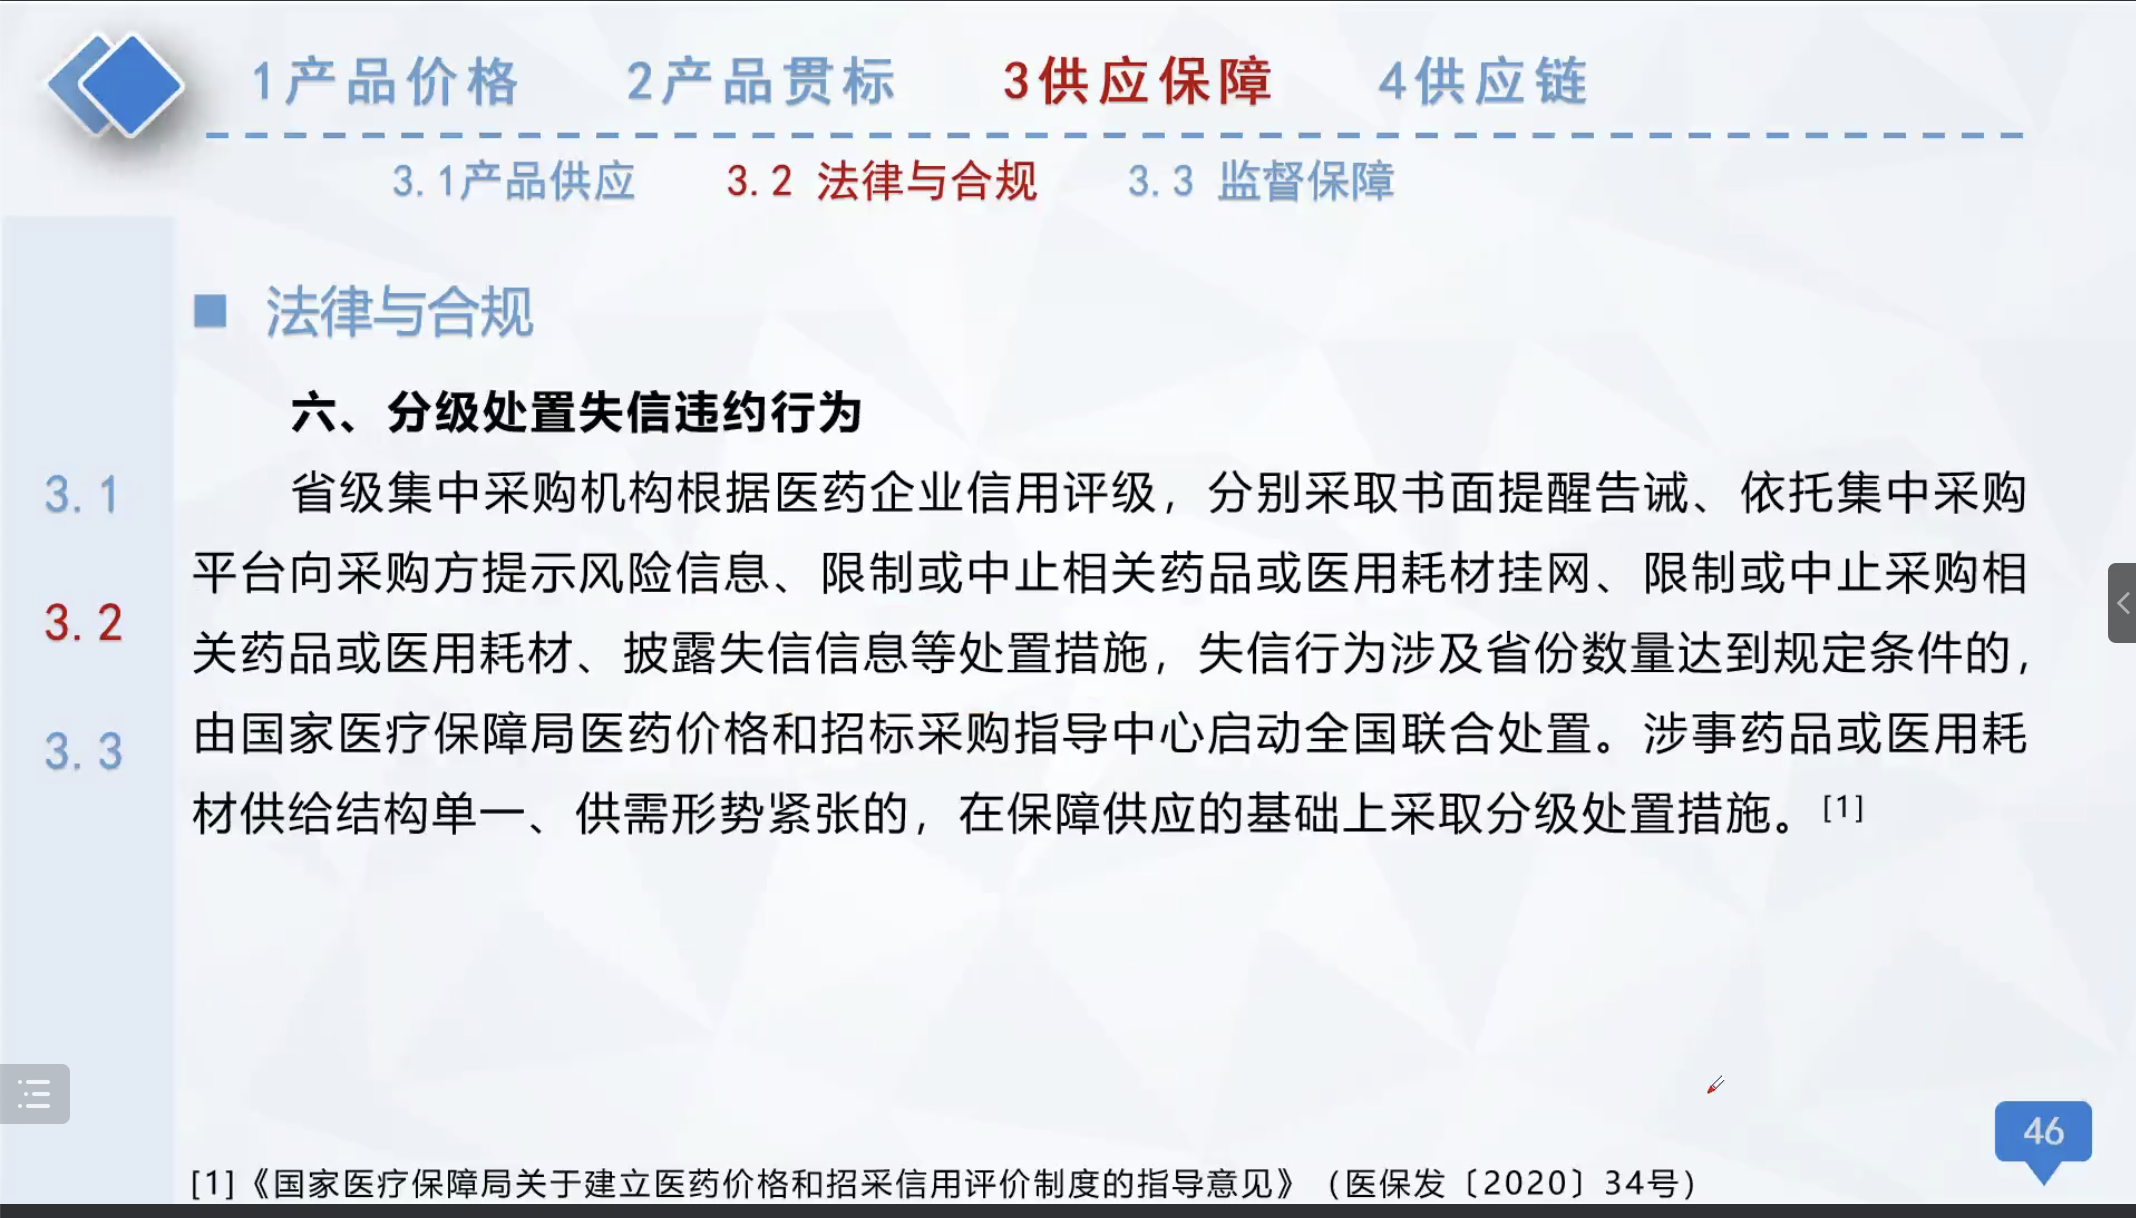 1产品价格 2产品贯标 3供应保障 4供应链
3.1产品供应 3.2 法律与合规 3.3 监督保障
■ 法律与合规
六、分级处置失信违约行为
省级集中采购机构根据医药企业信用评级，分别采取书面提醒告诫、依托集中采购
平台向采购方提示风险信息、限制或中止相关药品或医用耗材挂网、限制或中止采购相
关药品或医用耗材、披露失信信息等处置措施，失信行为涉及省份数量达到规定条件的，
由国家医疗保障局医药价格和招标采购指导中心启动全国联合处置。涉事药品或医用耗
材供给结构单一、供需形势紧张的，在保障供应的基础上采取分级处置措施。[1]
3.1
3.2
3.3
46
[1]《国家医疗保障局关于建立医药价格和招采信用评价制度的指导意见》（医保发〔2020〕34号）